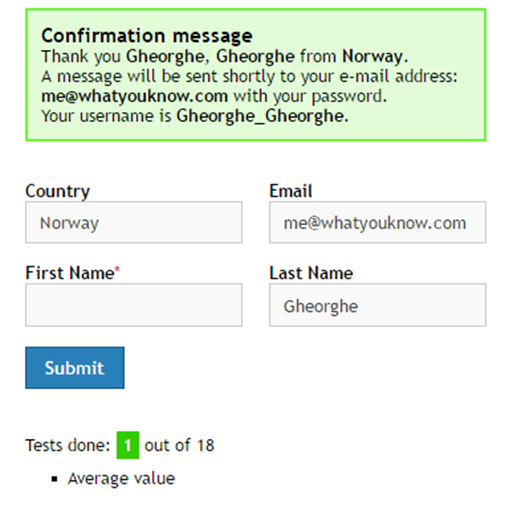 Confirmation message
Thank you Gheorghe, Gheorghe from Norway.
A message will be sent shortly to your e-mail address:
me@whatyouknow.com with your password.
Your username is Gheorghe_Gheorghe.
Country Email
Norway me@whatyouknow.com
First Name* Last Name
Gheorghe
Submit
Tests done: 1 out of 18
▪ Average value